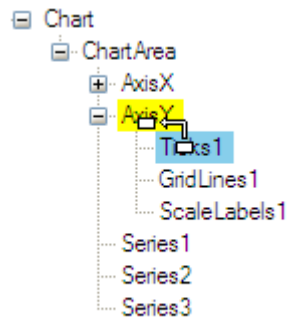 Chart
ChartArea
AxisX
AxisY
Ticks1
GridLines1
ScaleLabels1
Series1
Series2
Series3